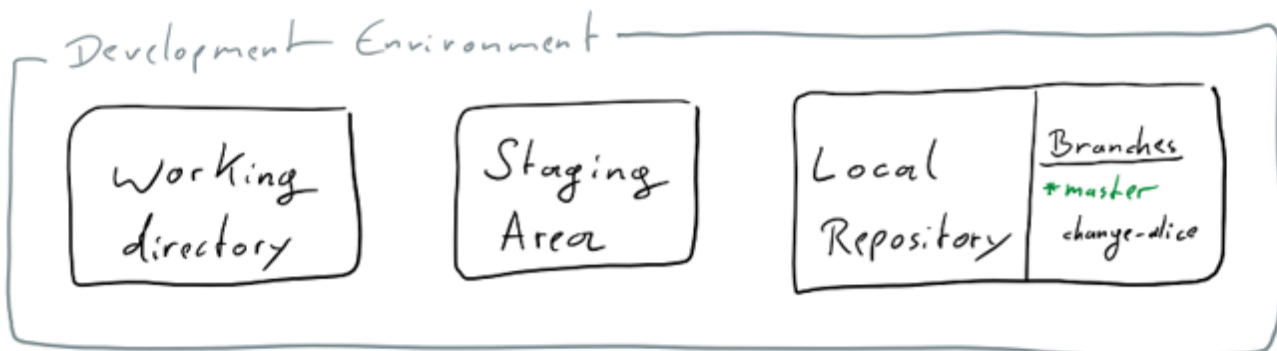 Development Environment
Working
directory
Staging
Area
Local
Repository
Branches
*master
change-alice